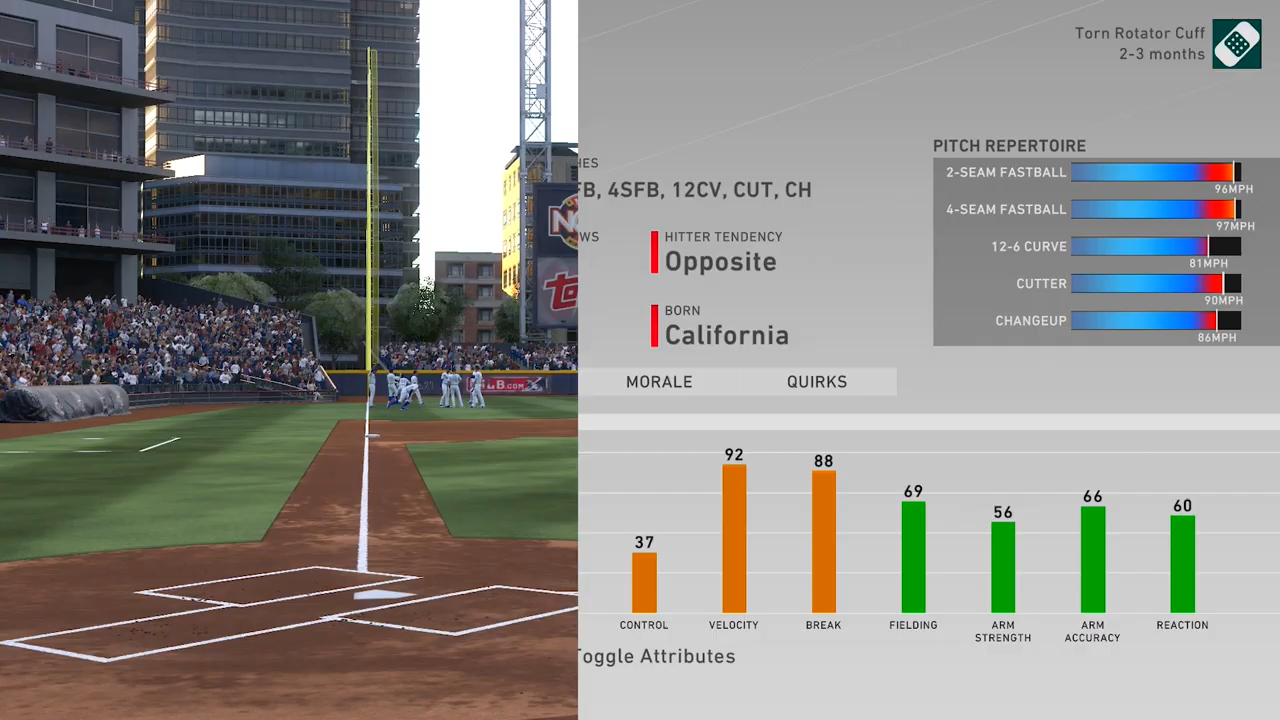 Torn Rotator Cuff
2-3 months
PITCH REPERTOIRE
2-SEAM FASTBALL
96MPH
4-SEAM FASTBALL
97MPH
12-6 CURVE
81MPH
CUTTER
90MPH
CHANGEUP
86MPH
FB, 4SFB, 12CV, CUT, CH
HITTER TENDENCY
Opposite
BORN
California
MORALE QUIRKS
37
92
88
69
56
66
60
CONTROL
VELOCITY
BREAK
FIELDING
ARM
STRENGTH
ARM
ACCURACY
REACTION
Toggle Attributes